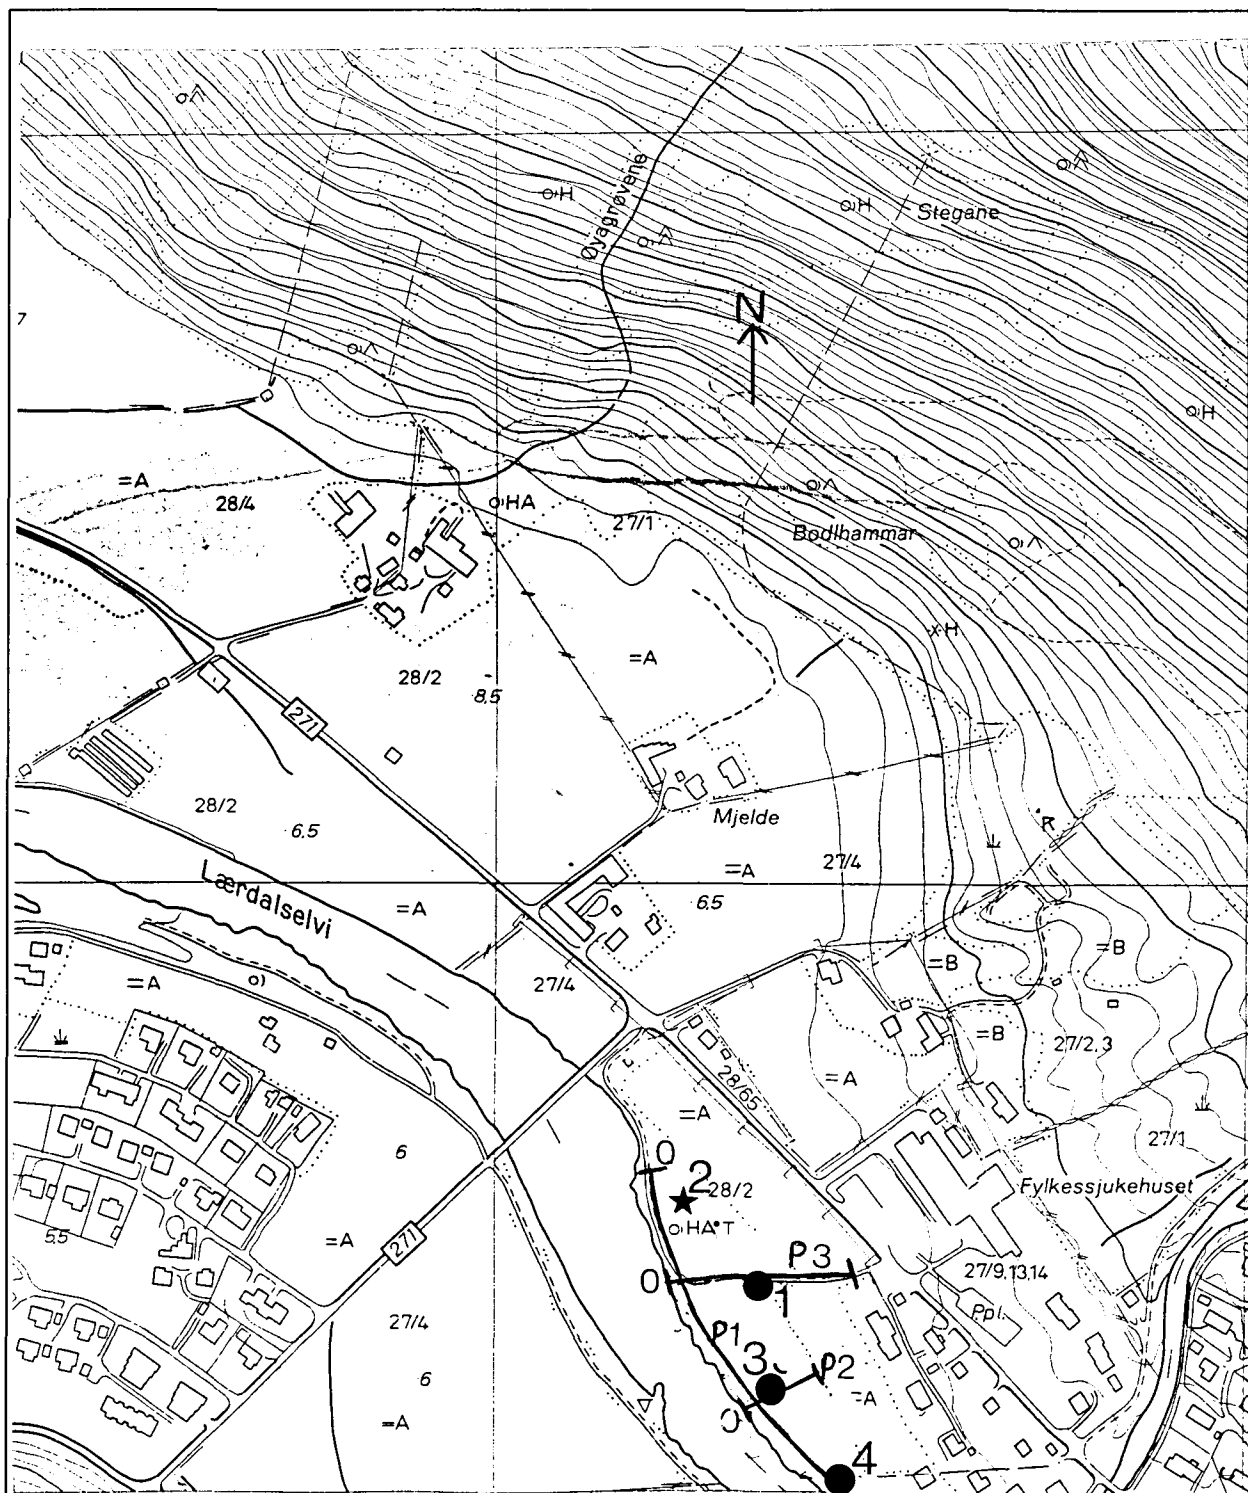 H
H
Stegane
Øyagrøvene
N
7
H
=A
28/4
HA
27/1
Bodlhammar
H
=A
28/2
8.5
271
28/2
6.5
Mjelde
R
27/4
=A
6.5
Lærdalselvi
=A
=B
=B
=A
27/4
=B
27/2,3
28/65
=A
=A
27/1
6
0
2
28/2
HA T
Fylkessjukehuset
5.5
=A
271
P3
0
1
27/9,13,14
Ppl.
27/4
P1
3
P2
6
=A
0
=A
4